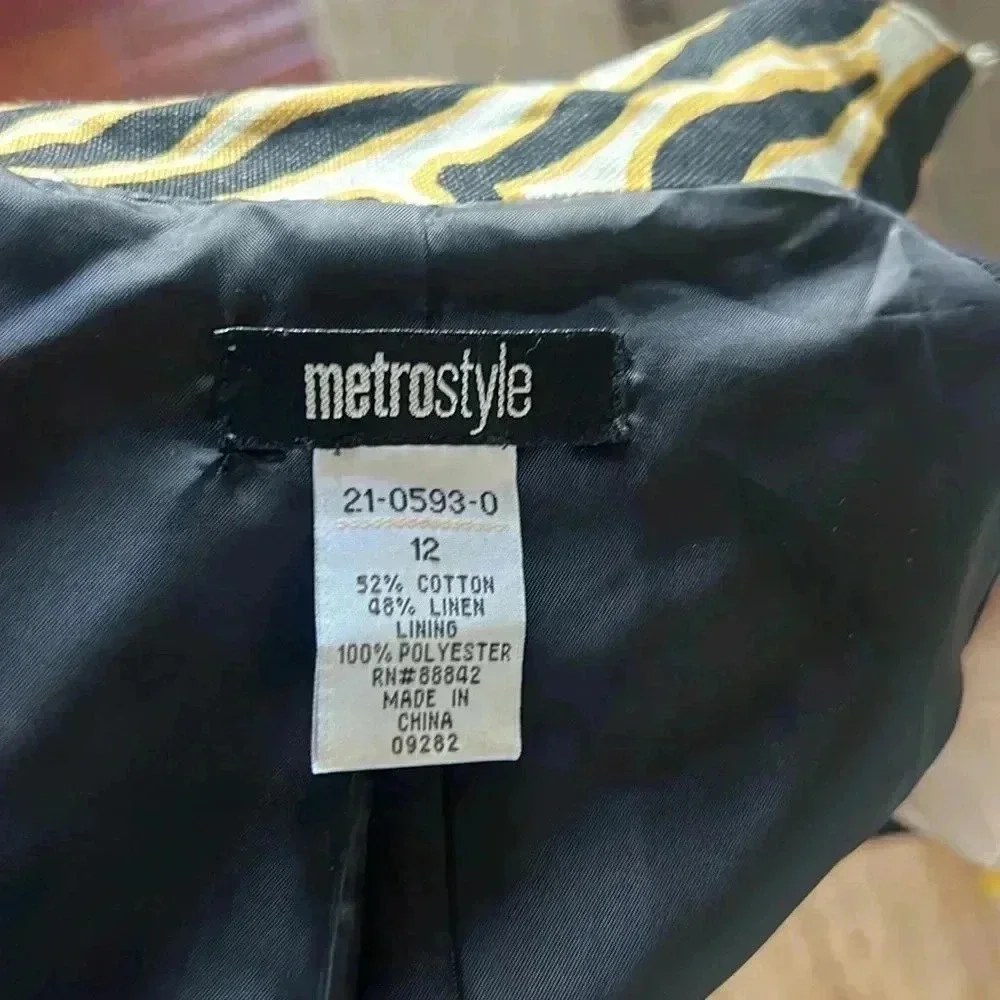 metrostyle
21-0593-0
12
52% COTTON
48% LINEN
LINING
100% POLYESTER
RN#88842
MADE IN
CHINA
09282